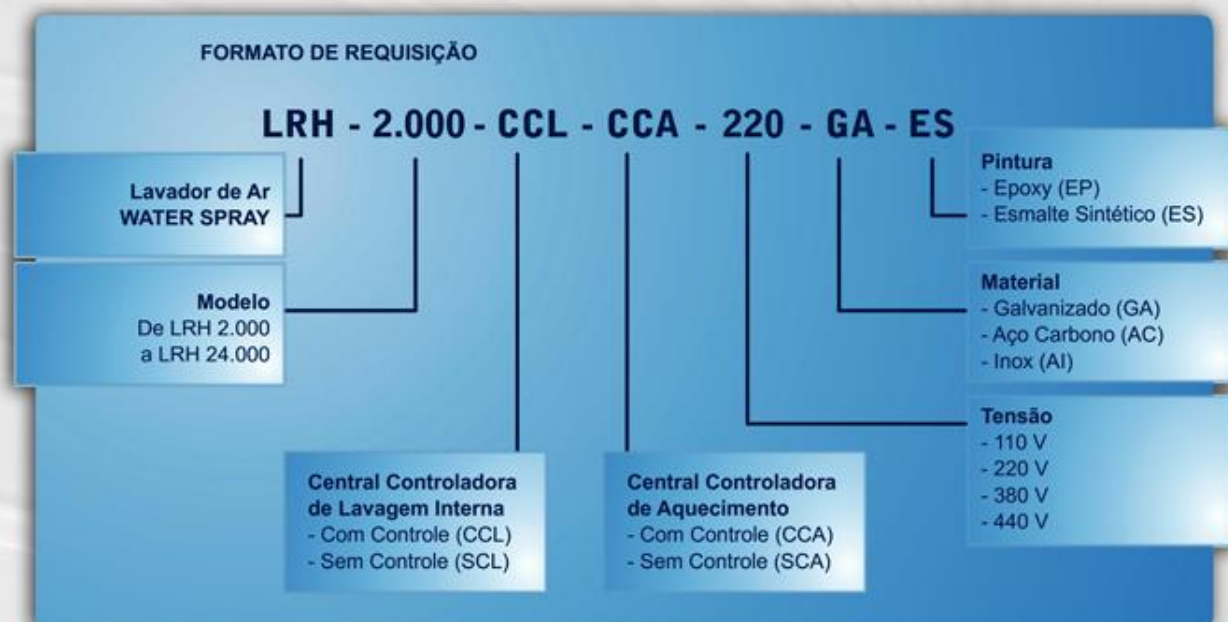 FORMATO DE REQUISIÇÃO
LRH - 2.000 - CCL - CCA - 220 - GA - ES
Lavador de Ar
WATER SPRAY
Modelo
De LRH 2.000
a LRH 24.000
Central Controladora
de Lavagem Interna
- Com Controle (CCL)
- Sem Controle (SCL)
Central Controladora
de Aquecimento
- Com Controle (CCA)
- Sem Controle (SCA)
Pintura
- Epoxy (EP)
- Esmalte Sintético (ES)
Material
- Galvanizado (GA)
- Aço Carbono (AC)
- Inox (AI)
Tensão
- 110 V
- 220 V
- 380 V
- 440 V